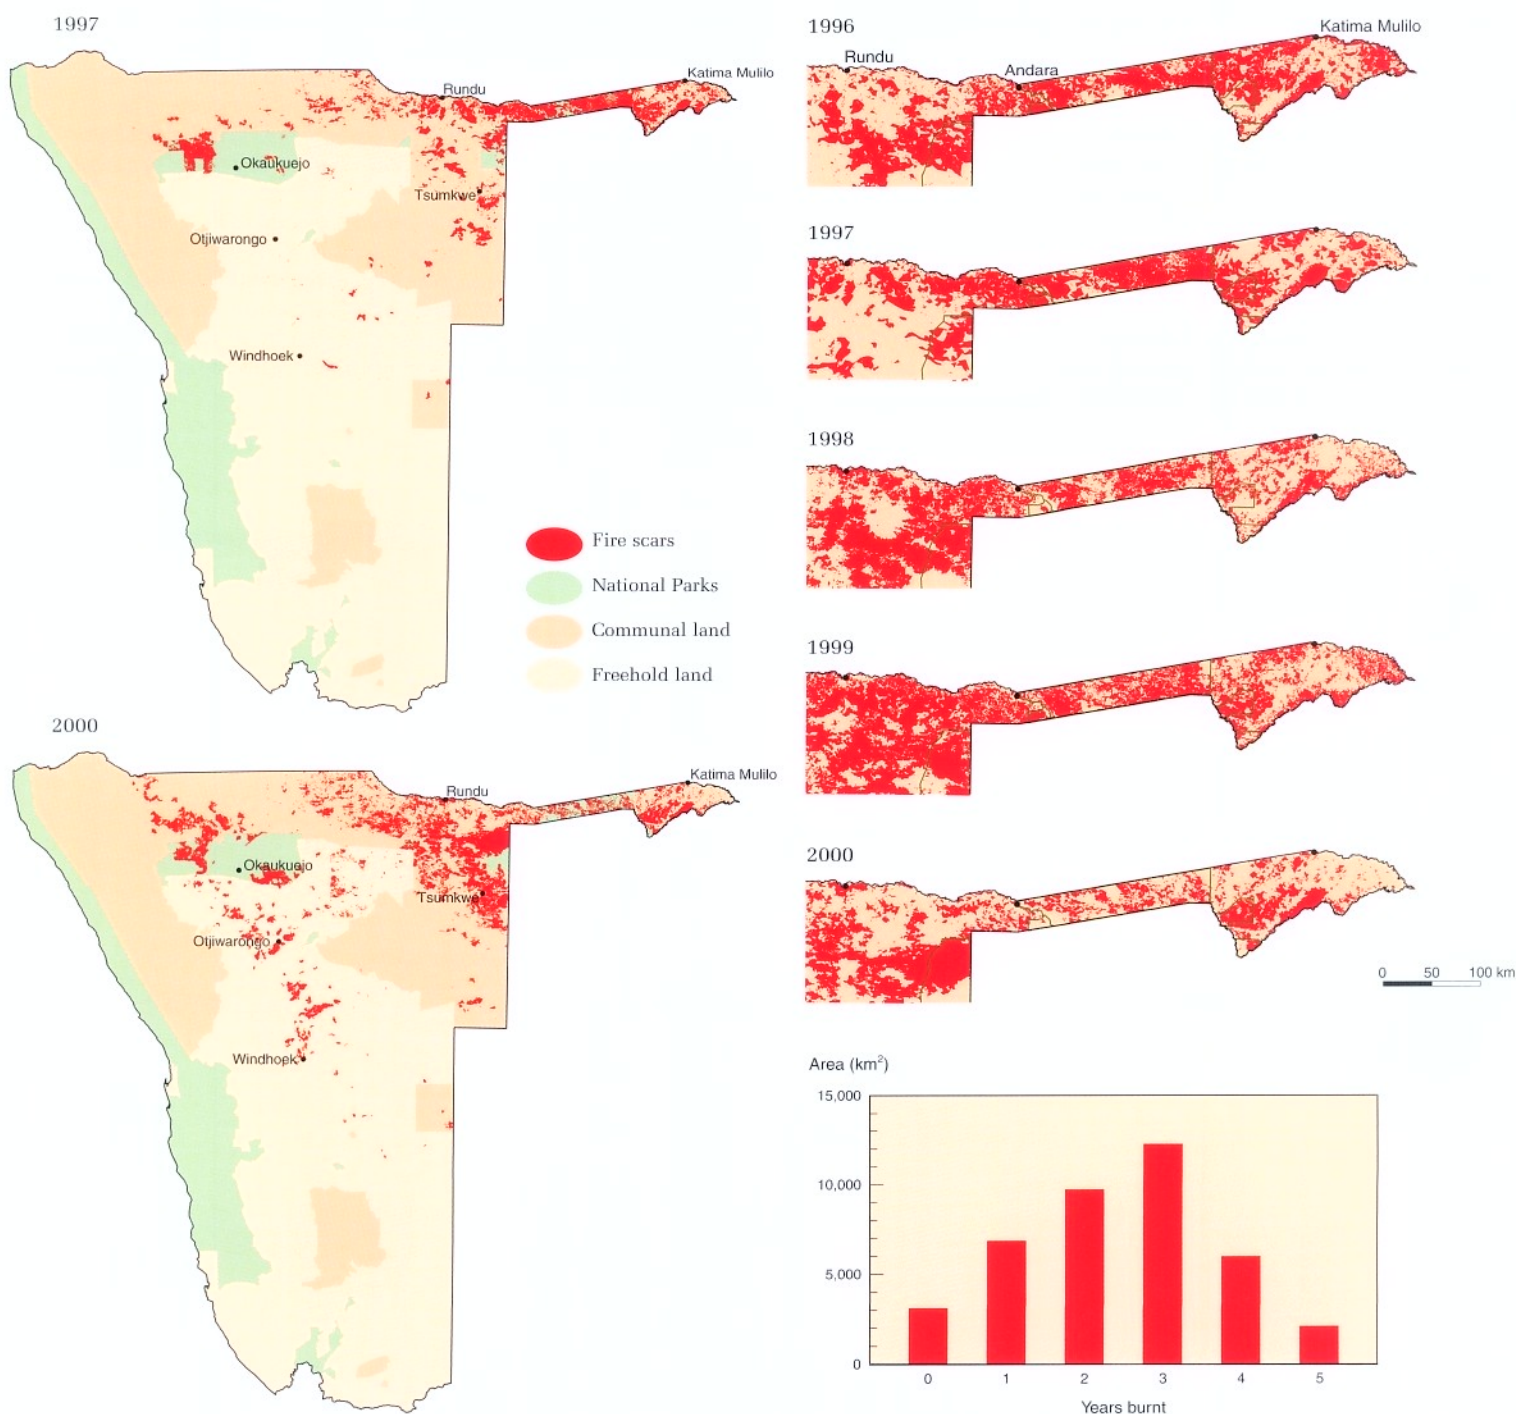 1997
Rundu
Katima Mulilo
Okaukuejo
Tsumkwe
Otjiwarongo
Windhoek
Fire scars
National Parks
Communal land
Freehold land
2000
Rundu
Katima Mulilo
Okaukuejo
Tsumkwe
Otjiwarongo
Windhoek
1996
Rundu
Andara
Katima Mulilo
1997
1998
1999
2000
0 50 100 km
Area (km²)
15,000
10,000
5,000
0
0 1 2 3 4 5
Years burnt